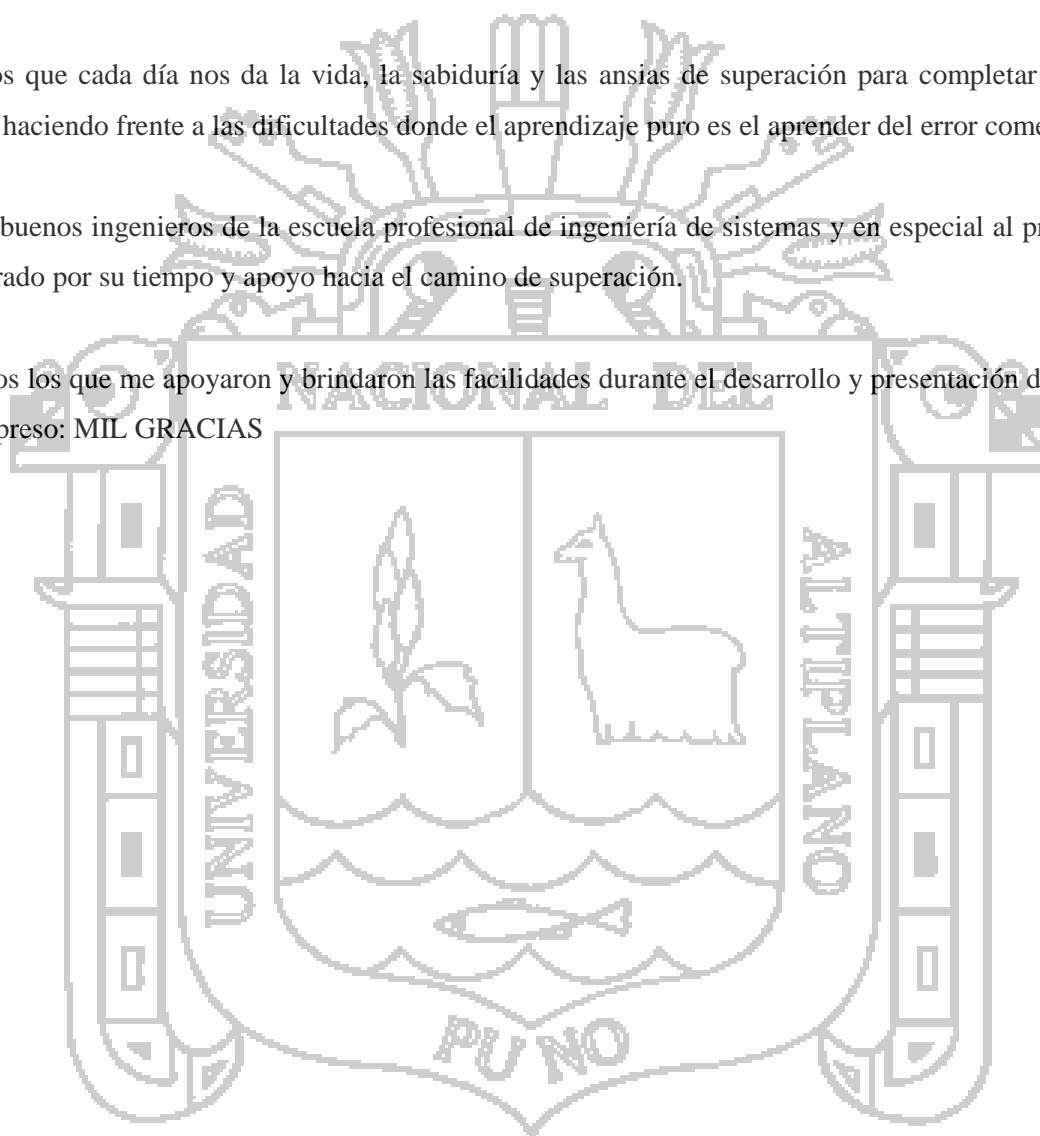 os que cada día nos da la vida, la sabiduría y las ansias de superación para completar
haciendo frente a las dificultades donde el aprendizaje puro es el aprender del error come
buenos ingenieros de la escuela profesional de ingeniería de sistemas y en especial al pr
rado por su tiempo y apoyo hacia el camino de superación.
os los que me apoyaron y brindaron las facilidades durante el desarrollo y presentación d
preso: MIL GRACIAS
NACIONAL DEL
UNIVERSIDAD
ALTIPLANO
PUNO